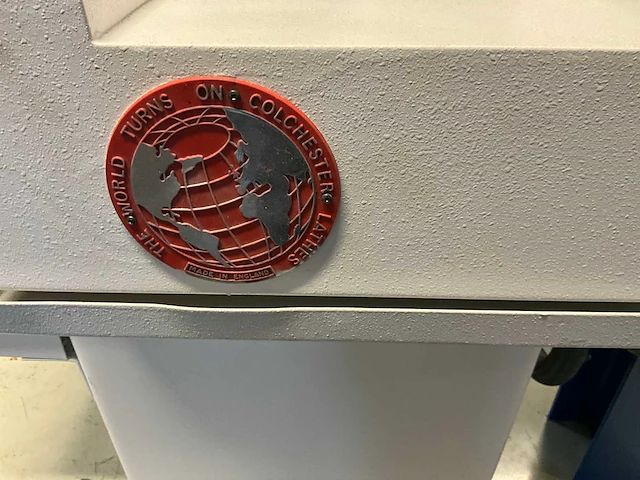 THE WORLD TURNS ON COLCHESTER LATHES
MADE IN ENGLAND